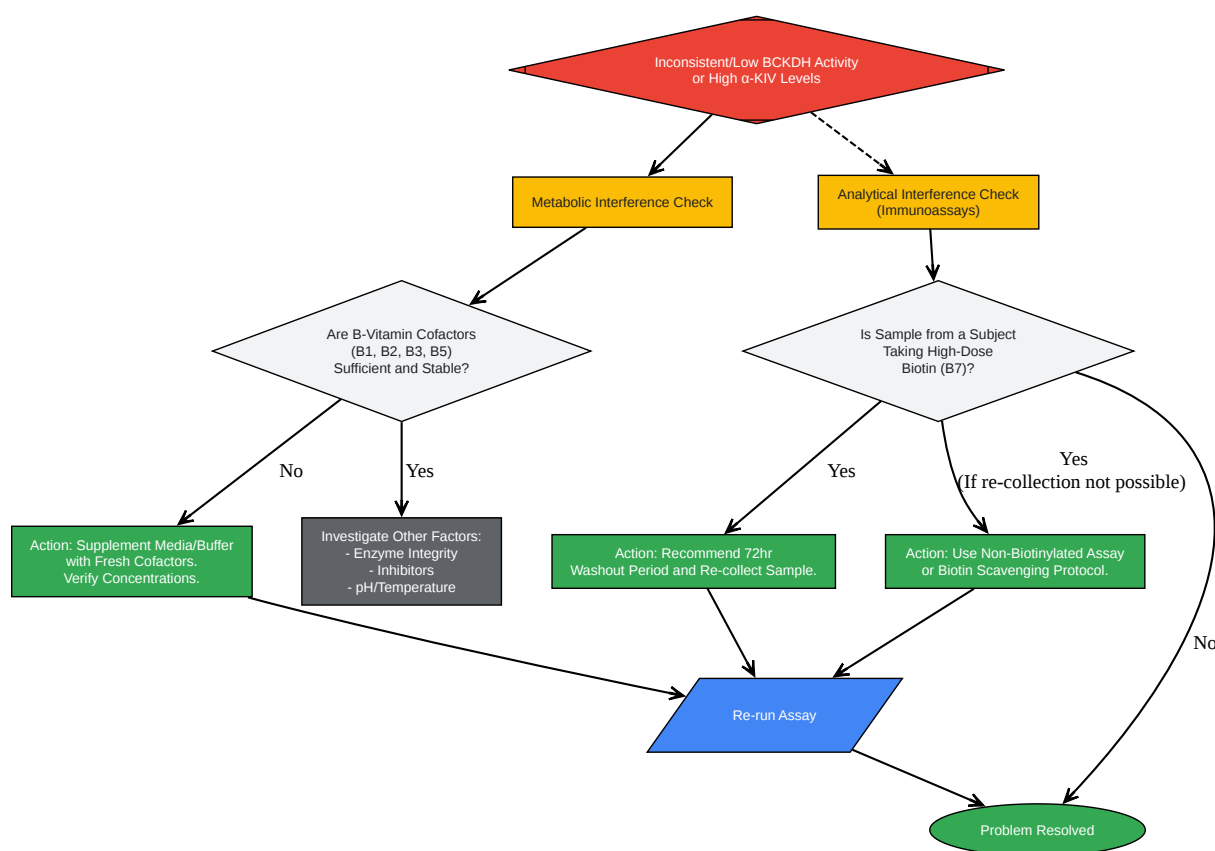 Inconsistent/Low BCKDH Activity
or High α-KIV Levels
Metabolic Interference Check
Analytical Interference Check
(Immunoassays)
Are B-Vitamin Cofactors
(B1, B2, B3, B5)
Sufficient and Stable?
Is Sample from a Subject
Taking High-Dose
Biotin (B7)?
No
Yes
Yes
Yes
(If re-collection not possible)
Action: Supplement Media/Buffer
with Fresh Cofactors.
Verify Concentrations.
Investigate Other Factors:
- Enzyme Integrity
- Inhibitors
- pH/Temperature
Action: Recommend 72hr
Washout Period and Re-collect Sample.
Action: Use Non-Biotinylated Assay
or Biotin Scavenging Protocol.
No
Re-run Assay
Problem Resolved